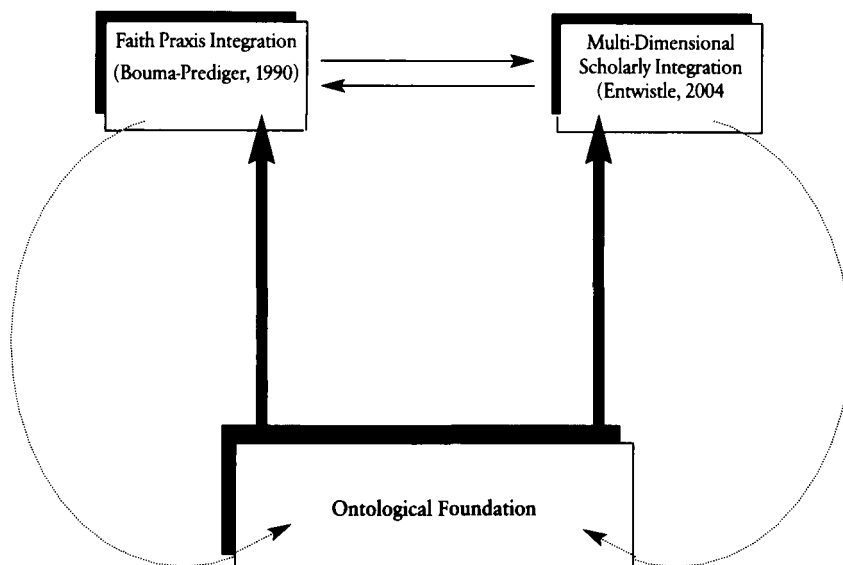 Faith Praxis Integration
(Bouma-Prediger, 1990)
Multi-Dimensional
Scholarly Integration
(Entwistle, 2004
Ontological Foundation